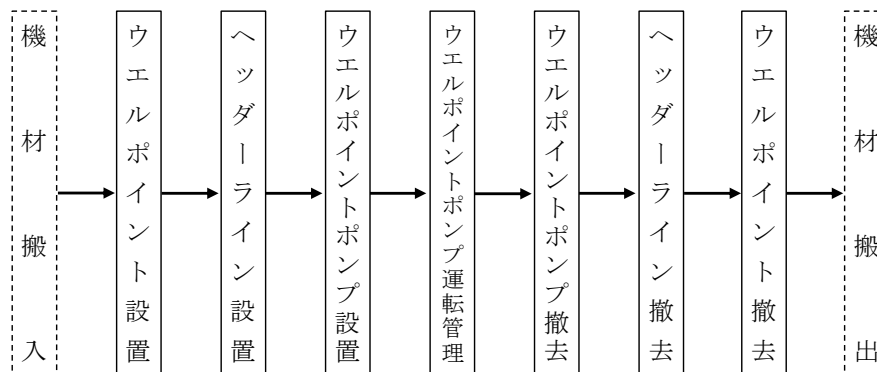 機材搬入
ウエルポイント設置
ヘッダーライン設置
ウエルポイントポンプ設置
ウエルポイントポンプ運転管理
ウエルポイントポンプ撤去
ヘッダーライン撤去
ウエルポイント撤去
機材搬出